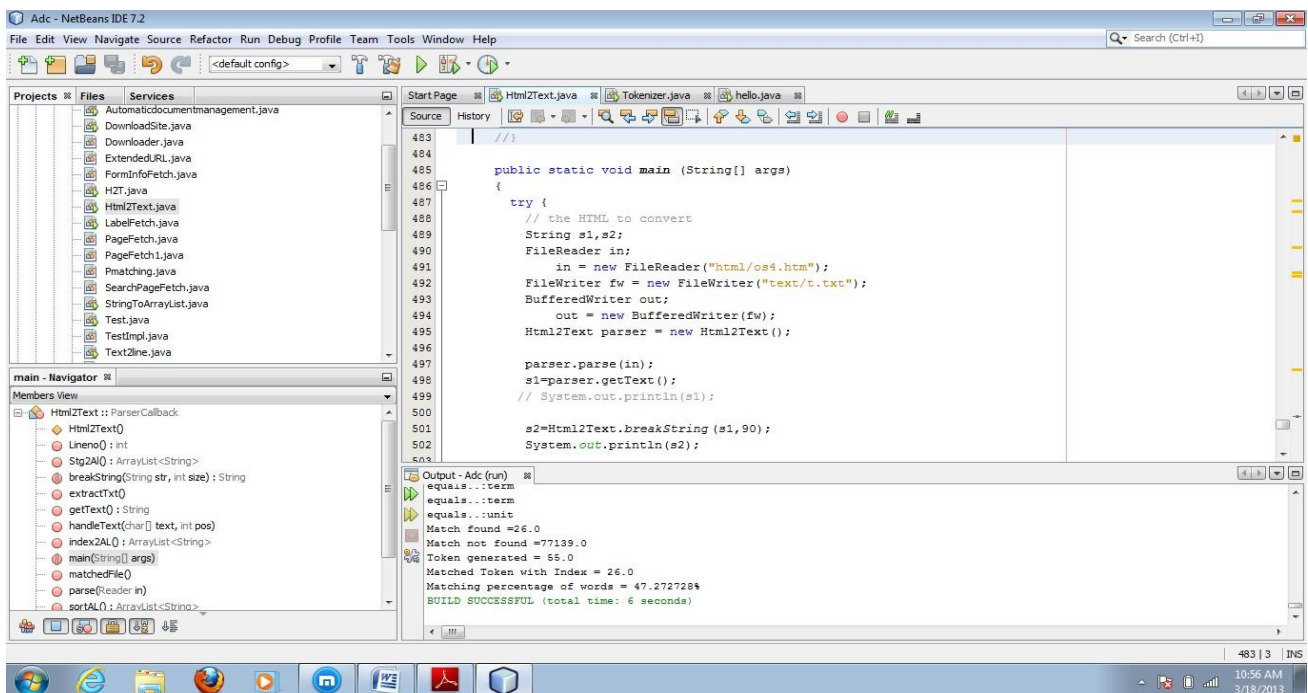 Adc - NetBeans IDE 7.2
File Edit View Navigate Source Refactor Run Debug Profile Team Tools Window Help
Search (Ctrl+I)
<default config>
Projects Files Services
Automaticdocumentmanagement.java
DownloadSite.java
Downloader.java
ExtendedURL.java
FormInfoFetch.java
H2T.java
Html2Text.java
LabelFetch.java
PageFetch.java
PageFetch1.java
Pmatching.java
SearchPageFetch.java
StringToArrayList.java
Test.java
TestImpl.java
Text2line.java
main - Navigator
Members View
Html2Text :: ParserCallback
Html2Text()
Lineno() : int
Stg2Al() : ArrayList<String>
breakString(String str, int size) : String
extractTxt()
getText() : String
handleText(char[] text, int pos)
index2AL() : ArrayList<String>
main(String[] args)
matchedFile()
parse(Reader in)
sortAL() : ArrayList<String>
Start Page Html2Text.java Tokenizer.java hello.java
Source History
483 //}
484
485 public static void main (String[] args)
486 {
487 try {
488 // the HTML to convert
489 String s1,s2;
490 FileReader in;
491 in = new FileReader("html/os4.htm");
492 FileWriter fw = new FileWriter("text/t.txt");
493 BufferedWriter out;
494 out = new BufferedWriter(fw);
495 Html2Text parser = new Html2Text();
496
497 parser.parse(in);
498 s1=parser.getText();
499 // System.out.println(s1);
500
501 s2=Html2Text.breakString (s1,90);
502 System.out.println(s2);
503
Output - Adc (run)
equals..:term
equals..:term
equals..:unit
Match found =26.0
Match not found =77139.0
Token generated = 55.0
Matched Token with Index = 26.0
Matching percentage of words = 47.272728%
BUILD SUCCESSFUL (total time: 6 seconds)
483 | 3 INS
10:56 AM
3/18/2013